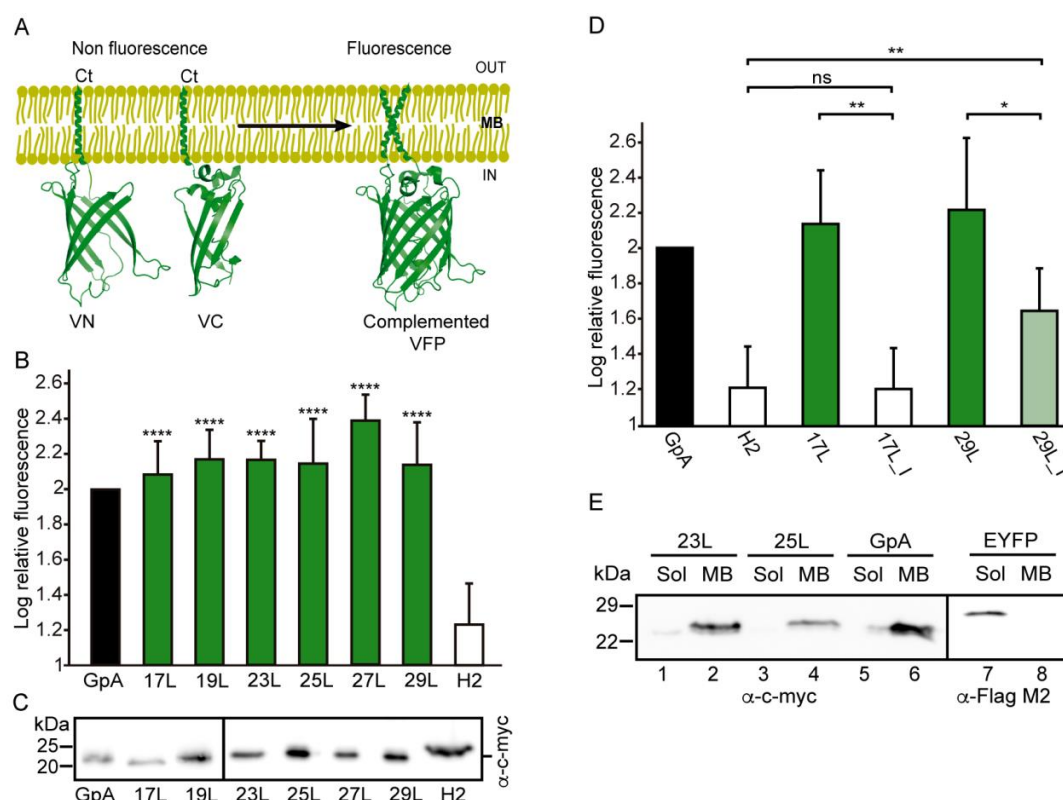 A
Non fluorescence
Fluorescence
Ct
Ct
OUT
MB
IN
VN
VC
Complemented
VFP
B
Log relative fluorescence
2.6
2.4
2.2
2
1.8
1.6
1.4
1.2
1
****
****
****
****
****
****
GpA 17L 19L 23L 25L 27L 29L H2
C
kDa
25
20
α-c-myc
GpA 17L 19L 23L 25L 27L 29L H2
D
**
ns
**
*
Log relative fluorescence
2.6
2.4
2.2
2
1.8
1.6
1.4
1.2
1
GpA H2 17L 17L_I 29L 29L_I
E
23L 25L GpA EYFP
kDa Sol MB Sol MB Sol MB Sol MB
29
22
1 2 3 4 5 6 7 8
α-c-myc α-Flag M2